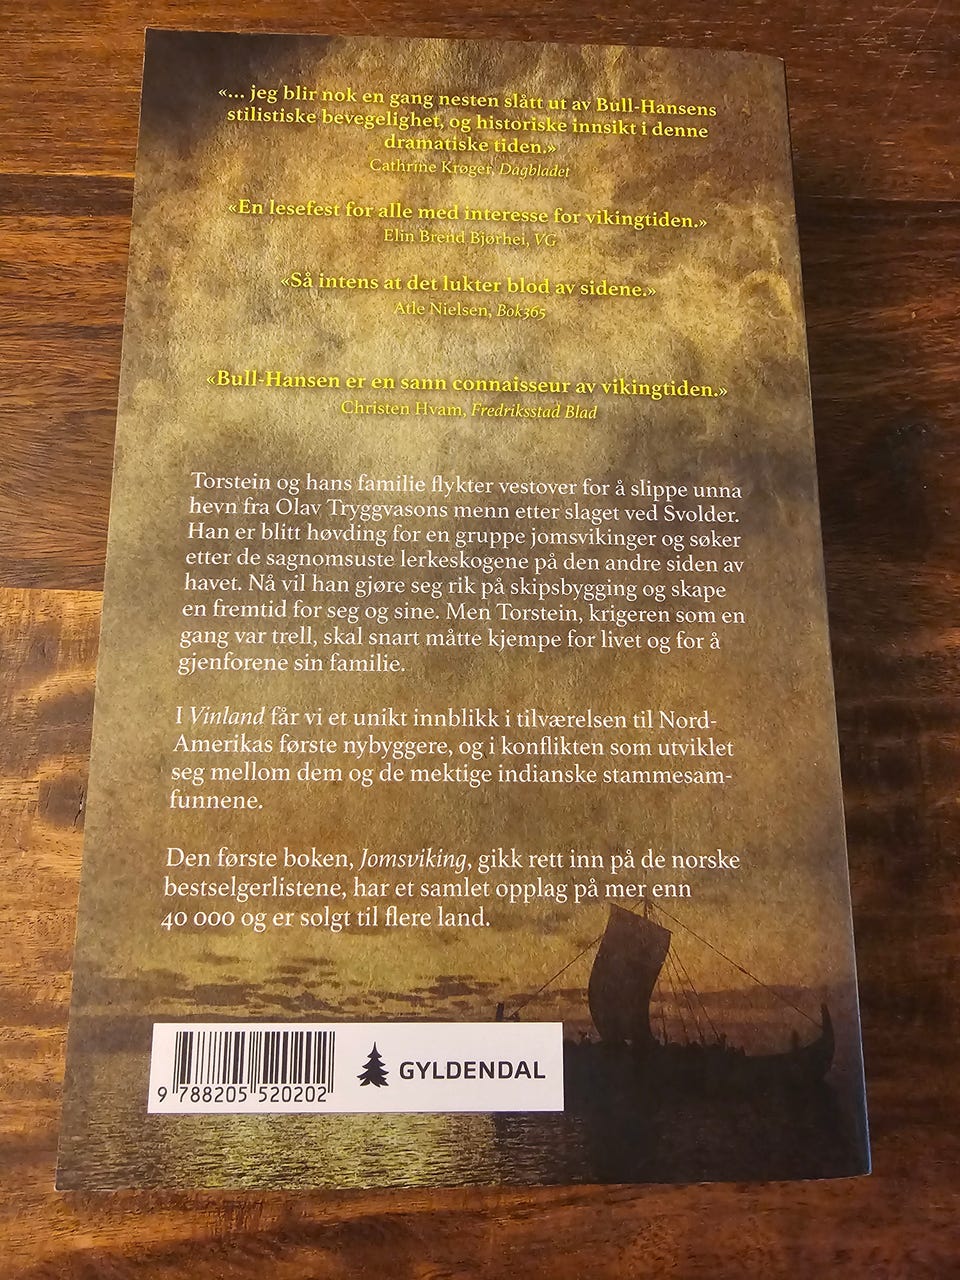 «... jeg blir nok en gang nesten slått ut av Bull-Hansens
stilistiske bevegelighet, og historiske innsikt i denne
dramatiske tiden.»
Cathrine Krøger, Dagbladet
«En lesefest for alle med interesse for vikingtiden.»
Elin Brend Bjørhei, VG
«Så intens at det lukter blod av sidene.»
Atle Nielsen, Bok365
«Bull-Hansen er en sann connaisseur av vikingtiden.»
Christen Hvam, Fredriksstad Blad
Torstein og hans familie flykter vestover for å slippe unna
hevn fra Olav Tryggvasons menn etter slaget ved Svolder.
Han er blitt høvding for en gruppe jomsvikinger og søker
etter de sagnomsuste lerkeskogene på den andre siden av
havet. Nå vil han gjøre seg rik på skipsbygging og skape
en fremtid for seg og sine. Men Torstein, krigeren som en
gang var trell, skal snart måtte kjempe for livet og for å
gjenforene sin familie.
I Vinland får vi et unikt innblikk i tilværelsen til Nord-
Amerikas første nybyggere, og i konflikten som utviklet
seg mellom dem og de mektige indianske stammesam-
funnene.
Den første boken, Jomsviking, gikk rett inn på de norske
bestselgerlistene, har et samlet opplag på mer enn
40 000 og er solgt til flere land.
9 788205 520202
GYLDENDAL